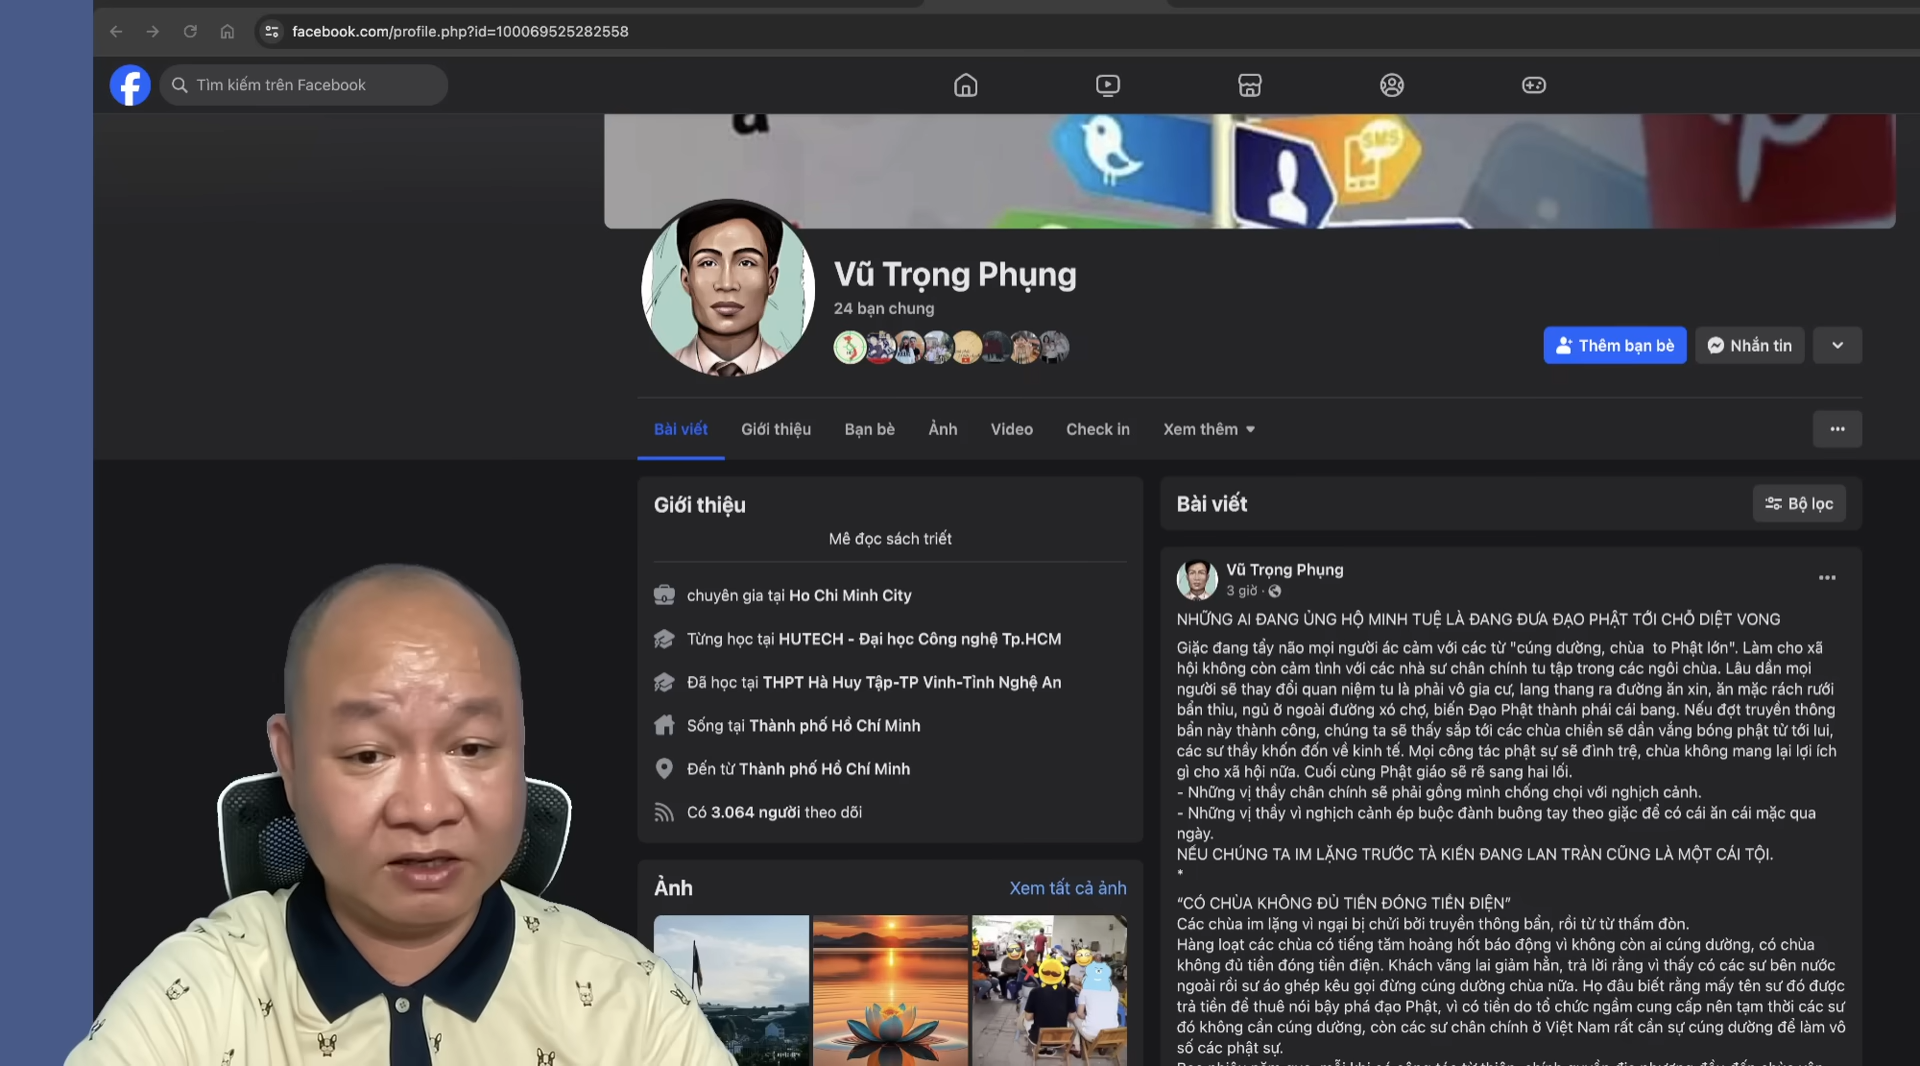 facebook.com/profile.php?id=100069525282558
Tìm kiếm trên Facebook
SMS
Vũ Trọng Phụng
24 bạn chung
Thêm bạn bè
Nhắn tin
Bài viết
Giới thiệu
Bạn bè
Ảnh
Video
Check in
Xem thêm
Giới thiệu
Mê đọc sách triết
chuyên gia tại Ho Chi Minh City
Từng học tại HUTECH - Đại học Công nghệ Tp.HCM
Đã học tại THPT Hà Huy Tập-TP Vinh-Tỉnh Nghệ An
Sống tại Thành phố Hồ Chí Minh
Đến từ Thành phố Hồ Chí Minh
Có 3.064 người theo dõi
Ảnh
Xem tất cả ảnh
Bài viết
Bộ lọc
Vũ Trọng Phụng
3 giờ ·
NHỮNG AI ĐANG ỦNG HỘ MINH TUỆ LÀ ĐANG ĐƯA ĐẠO PHẬT TỚI CHỖ DIỆT VONG
Giặc đang tẩy não mọi người ác cảm với các từ "cúng dường, chùa to Phật lớn". Làm cho xã
hội không còn cảm tình với các nhà sư chân chính tu tập trong các ngôi chùa. Lâu dần mọi
người sẽ thay đổi quan niệm tu là phải vô gia cư, lang thang ra đường ăn xin, ăn mặc rách rưới
bẩn thỉu, ngủ ở ngoài đường xó chợ, biến Đạo Phật thành phái cái bang. Nếu đợt truyền thông
bẩn này thành công, chúng ta sẽ thấy sắp tới các chùa chiền sẽ dần vắng bóng phật tử tới lui,
các sư thầy khốn đốn về kinh tế. Mọi công tác phật sự sẽ đình trệ, chùa không mang lại lợi ích
gì cho xã hội nữa. Cuối cùng Phật giáo sẽ rẽ sang hai lối.
- Những vị thầy chân chính sẽ phải gồng mình chống chọi với nghịch cảnh.
- Những vị thầy vì nghịch cảnh ép buộc đành buông tay theo giặc để có cái ăn cái mặc qua
ngày.
NẾU CHÚNG TA IM LẶNG TRƯỚC TÀ KIẾN ĐANG LAN TRÀN CŨNG LÀ MỘT CÁI TỘI.
*
“CÓ CHÙA KHÔNG ĐỦ TIỀN ĐÓNG TIỀN ĐIỆN”
Các chùa im lặng vì ngại bị chửi bởi truyền thông bẩn, rồi từ từ thấm đòn.
Hàng loạt các chùa có tiếng tăm hoảng hốt báo động vì không còn ai cúng dường, có chùa
không đủ tiền đóng tiền điện. Khách vãng lai giảm hẳn, trả lời rằng vì thấy có các sư bên nước
ngoài rồi sư áo ghép kêu gọi đừng cúng dường chùa nữa. Họ đâu biết rằng mấy tên sư đó được
trả tiền để thuê nói bậy phá đạo Phật, vì có tiền do tổ chức ngầm cung cấp nên tạm thời các sư
đó không cần cúng dường, còn các sư chân chính ở Việt Nam rất cần sự cúng dường để làm vô
số các phật sự.